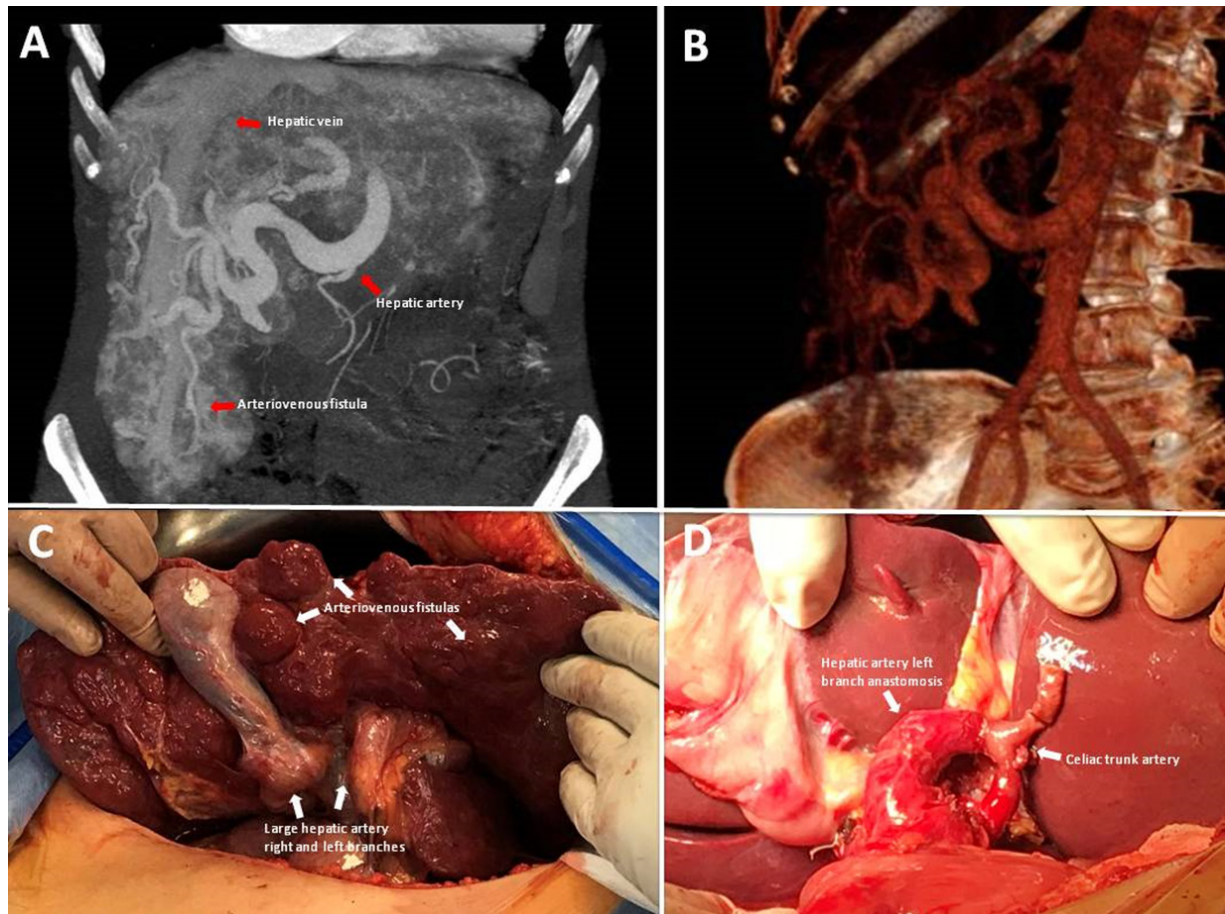 A
Hepatic vein
Hepatic artery
Arteriovenous fistula
B
C
Arteriovenous fistulas
Large hepatic artery
right and left branches
D
Hepatic artery left
branch anastomosis
Celiac trunk artery